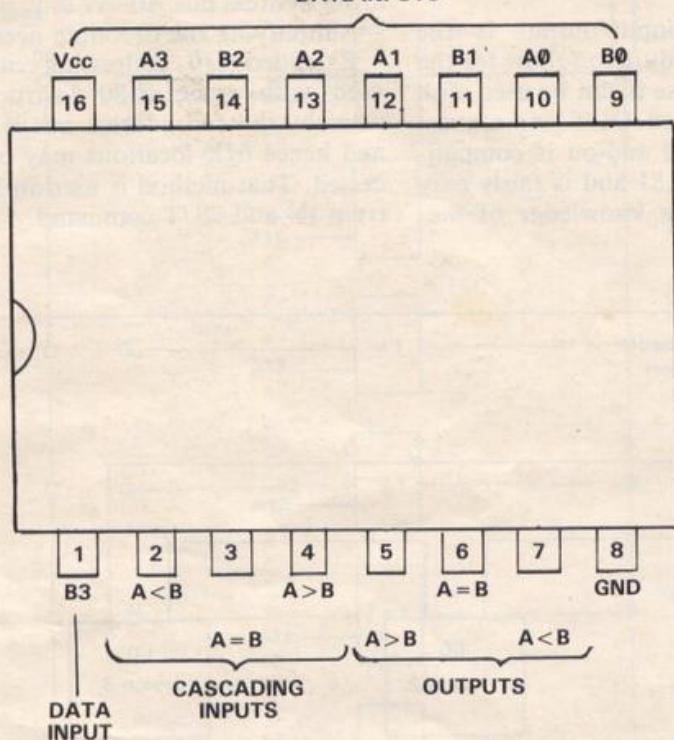 Vcc A3 B2 A2 A1 B1 A0 B0
16 15 14 13 12 11 10 9
1 2 3 4 5 6 7 8
B3 A<B A>B A=B GND
A=B A>B A<B
CASCADING INPUTS
OUTPUTS
DATA INPUT